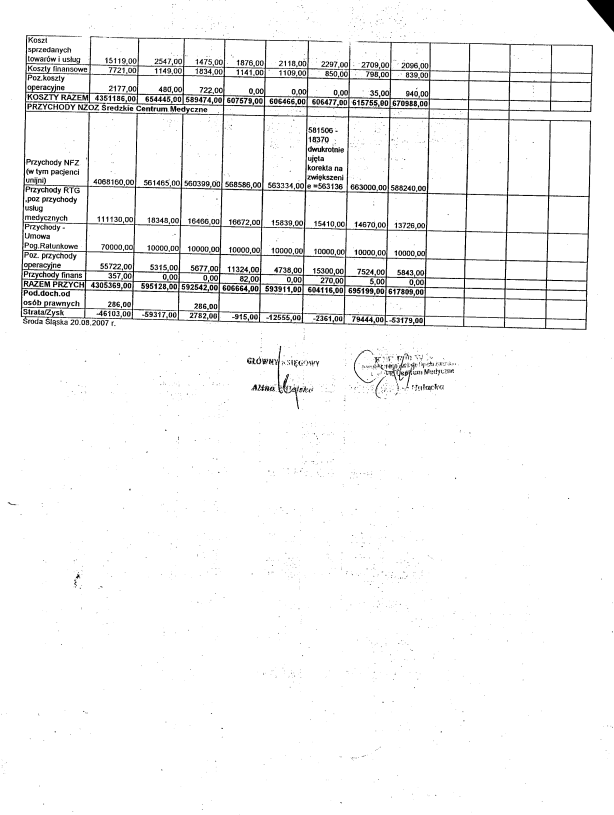 Koszt
sprzedanych
towarów i usług 15119,00 2547,00 1475,00 1876,00 2118,00 2297,00 2709,00 2096,00
Koszty finansowe 7721,00 1149,00 1834,00 1141,00 1109,00 850,00 798,00 839,00
Poz.koszty
operacyjne 2177,00 480,00 722,00 0,00 0,00 0,00 35,00 940,00
KOSZTY RAZEM 4351186,00 654445,00 589474,00 607579,00 606466,00 606477,00 615755,00 670988,00
PRZYCHODY NZOZ Średzkie Centrum Medyczne
581506 -
18370
dwukrotnie
ujęta
korekta na
zwiększeni
e =563136
Przychody NFZ
(w tym pacjenci
unijni) 4068160,00 561465,00 560399,00 568586,00 563334,00 663000,00 588240,00
Przychody RTG
,poz przychody
usług
medycznych 111130,00 18348,00 16466,00 16672,00 15839,00 15410,00 14670,00 13726,00
Przychody -
Umowa
Pog.Ratunkowe 70000,00 10000,00 10000,00 10000,00 10000,00 10000,00 10000,00 10000,00
Poz. przychody
operacyjne 55722,00 5315,00 5677,00 11324,00 4738,00 15300,00 7524,00 5843,00
Przychody finans 357,00 0,00 0,00 82,00 0,00 270,00 5,00 0,00
RAZEM PRZYCH 4305369,00 595128,00 592542,00 606664,00 593911,00 604116,00 695199,00 617809,00
Pod.doch.od
osób prawnych 286,00 286,00
Strata/Zysk -46103,00 -59317,00 2782,00 -915,00 -12555,00 -2361,00 79444,00 -53179,00
Środa Śląska 20.08.2007 r.
GŁÓWNY KSIĘGOWY
Alina
Centrum Medyczne